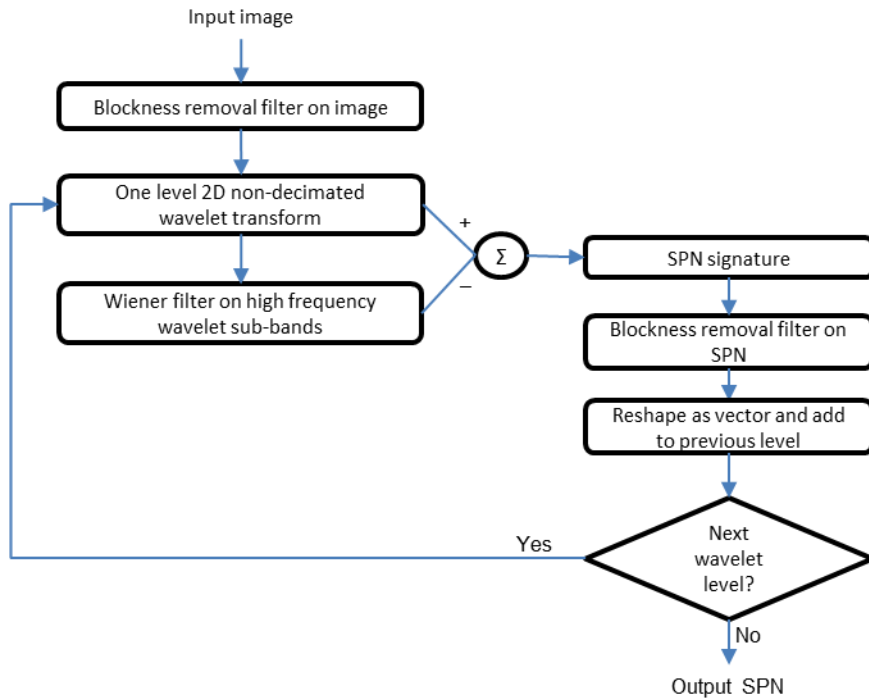 Input image
Blockness removal filter on image
One level 2D non-decimated
wavelet transform
+
Σ
−
Wiener filter on high frequency
wavelet sub-bands
SPN signature
Blockness removal filter on
SPN
Reshape as vector and add
to previous level
Next
wavelet
level?
Yes
No
Output SPN